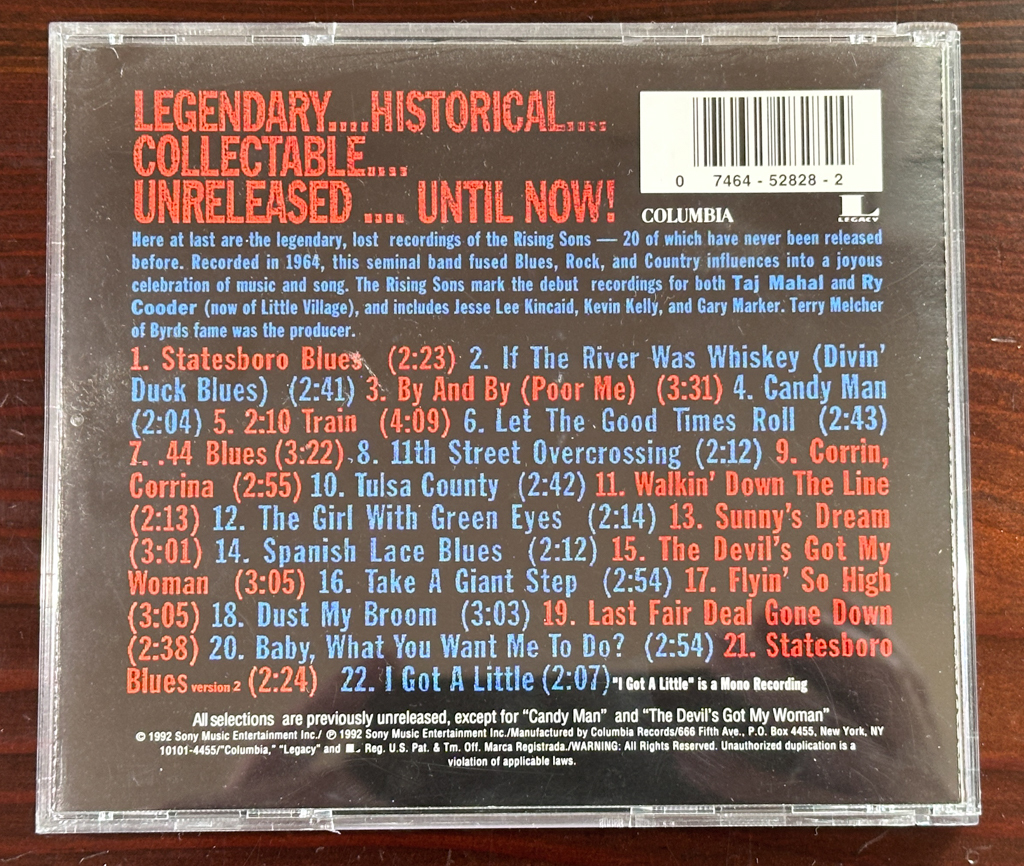 LEGENDARY....HISTORICAL....
COLLECTABLE....
UNRELEASED .... UNTIL NOW!
0 7464 - 52828 - 2
COLUMBIA
L
LEGACY
Here at last are the legendary, lost recordings of the Rising Sons — 20 of which have never been released
before. Recorded in 1964, this seminal band fused Blues, Rock, and Country influences into a joyous
celebration of music and song. The Rising Sons mark the debut recordings for both Taj Mahal and Ry
Cooder (now of Little Village), and includes Jesse Lee Kincaid, Kevin Kelly, and Gary Marker. Terry Melcher
of Byrds fame was the producer.
1. Statesboro Blues (2:23) 2. If The River Was Whiskey (Divin'
Duck Blues) (2:41) 3. By And By (Poor Me) (3:31) 4. Candy Man
(2:04) 5. 2:10 Train (4:09) 6. Let The Good Times Roll (2:43)
7. .44 Blues (3:22) 8. 11th Street Overcrossing (2:12) 9. Corrin,
Corrina (2:55) 10. Tulsa County (2:42) 11. Walkin' Down The Line
(2:13) 12. The Girl With Green Eyes (2:14) 13. Sunny's Dream
(3:01) 14. Spanish Lace Blues (2:12) 15. The Devil's Got My
Woman (3:05) 16. Take A Giant Step (2:54) 17. Flyin' So High
(3:05) 18. Dust My Broom (3:03) 19. Last Fair Deal Gone Down
(2:38) 20. Baby, What You Want Me To Do? (2:54) 21. Statesboro
Blues version 2 (2:24) 22. I Got A Little (2:07) "I Got A Little" is a Mono Recording
All selections are previously unreleased, except for "Candy Man" and "The Devil's Got My Woman"
© 1992 Sony Music Entertainment Inc./ ℗ 1992 Sony Music Entertainment Inc./Manufactured by Columbia Records/666 Fifth Ave., P.O. Box 4455, New York, NY
10101-4455/"Columbia," "Legacy" and L Reg. U.S. Pat. & Tm. Off. Marca Registrada./WARNING: All Rights Reserved. Unauthorized duplication is a
violation of applicable laws.